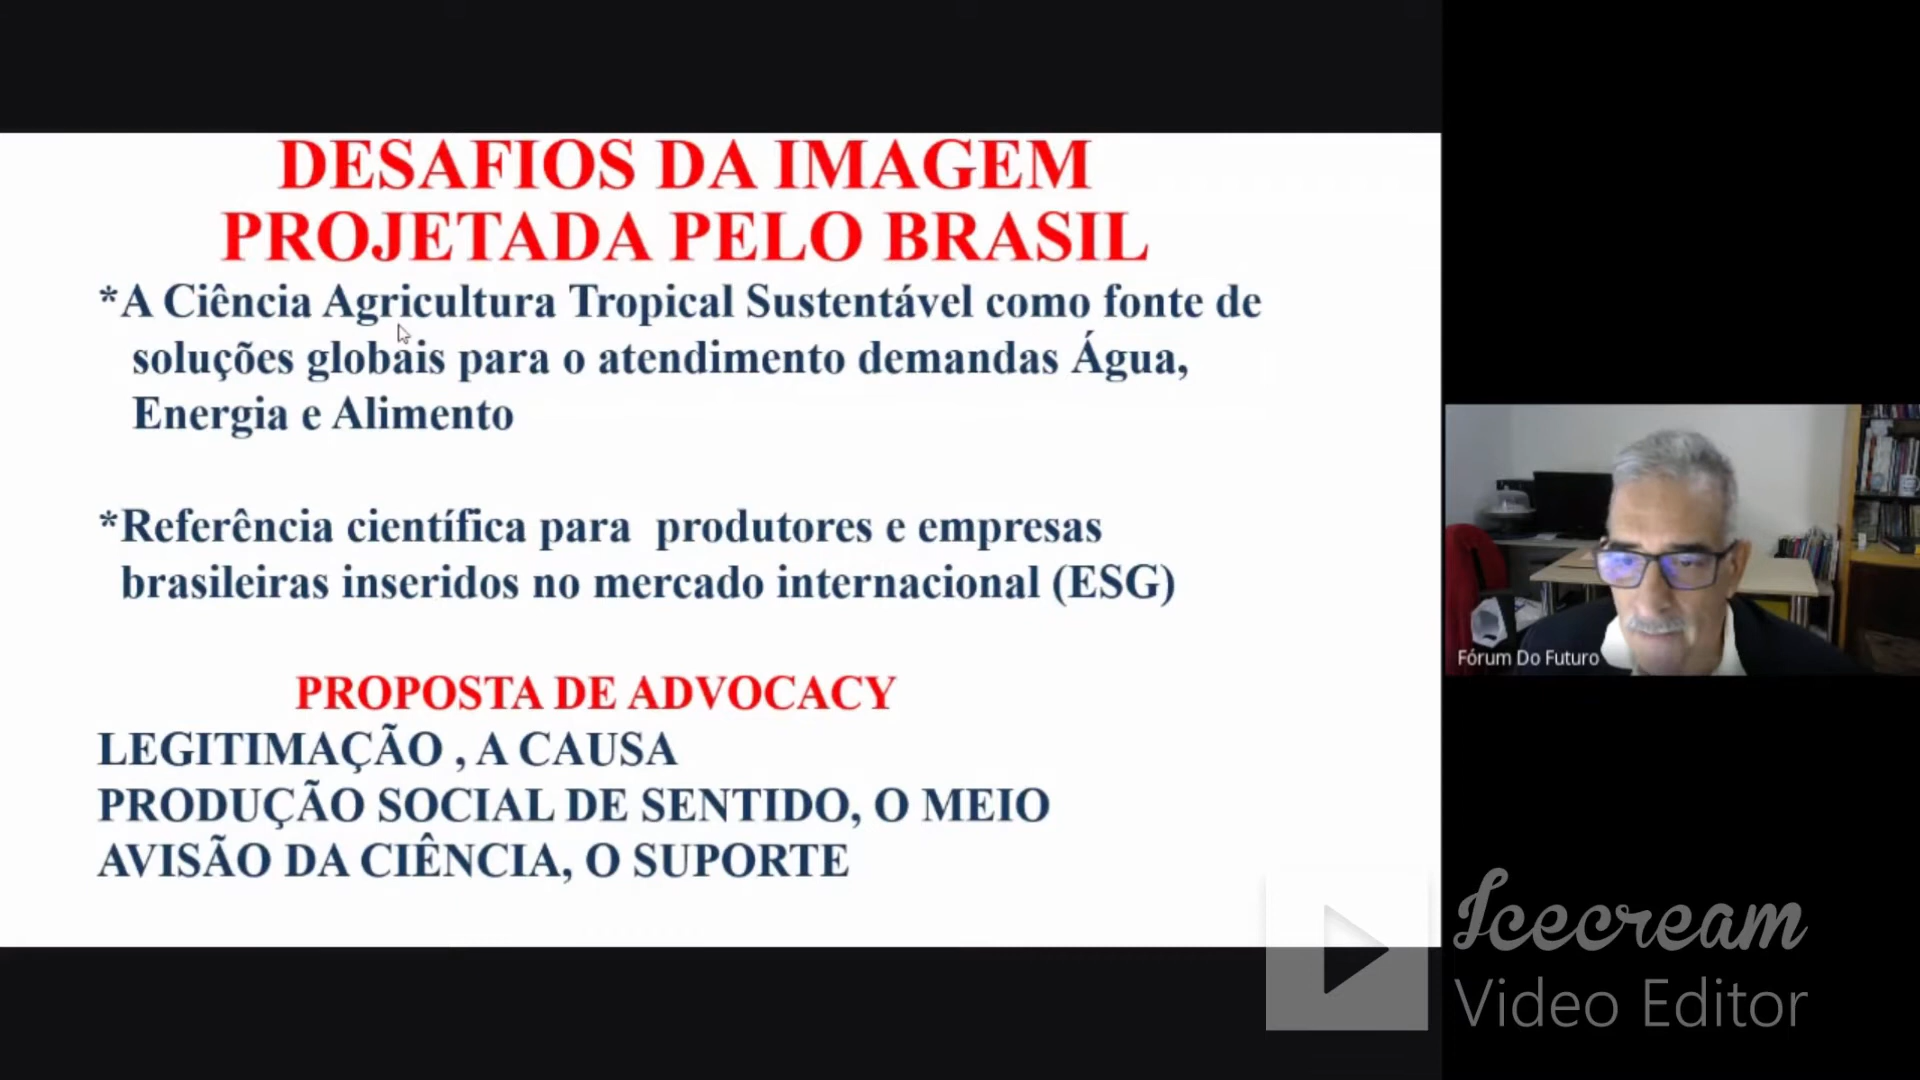 DESAFIOS DA IMAGEM
PROJETADA PELO BRASIL
*A Ciência Agricultura Tropical Sustentável como fonte de
soluções globais para o atendimento demandas Água,
Energia e Alimento
*Referência científica para produtores e empresas
brasileiras inseridos no mercado internacional (ESG)
PROPOSTA DE ADVOCACY
LEGITIMAÇÃO , A CAUSA
PRODUÇÃO SOCIAL DE SENTIDO, O MEIO
AVISÃO DA CIÊNCIA, O SUPORTE
Fórum Do Futuro
Icecream
Video Editor